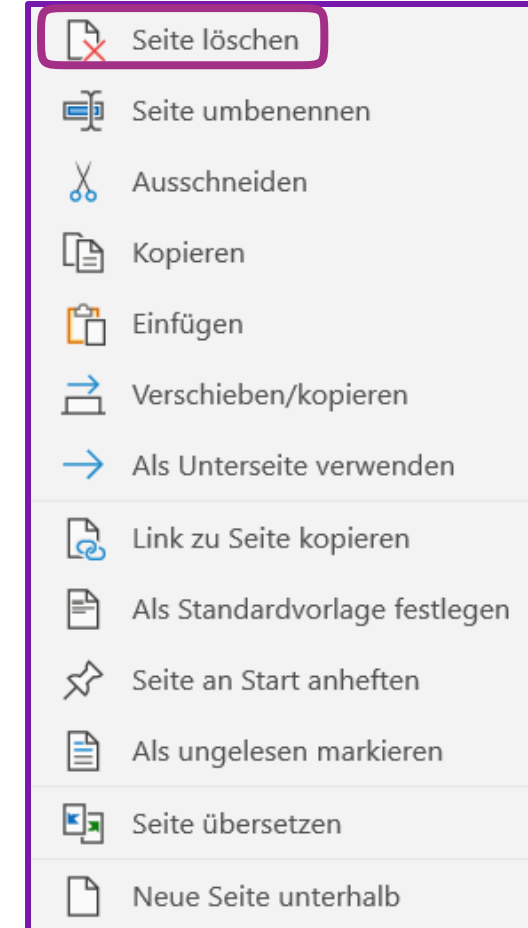 Seite löschen
Seite umbenennen
Ausschneiden
Kopieren
Einfügen
Verschieben/kopieren
Als Unterseite verwenden
Link zu Seite kopieren
Als Standardvorlage festlegen
Seite an Start anheften
Als ungelesen markieren
Seite übersetzen
Neue Seite unterhalb